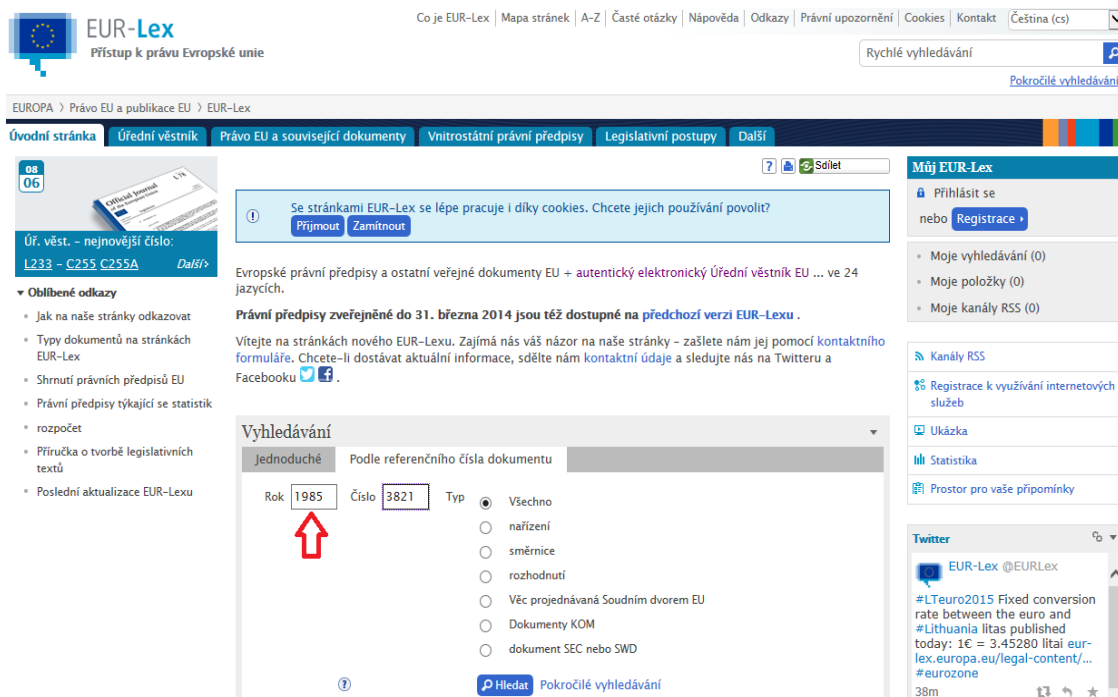 Co je EUR-Lex | Mapa stránek | A-Z | Časté otázky | Nápověda | Odkazy | Právní upozornění | Cookies | Kontakt Čeština (cs)
EUR-Lex
Přístup k právu Evropské unie
Rychlé vyhledávání
Pokročilé vyhledávání
EUROPA > Právo EU a publikace EU > EUR-Lex
Úvodní stránka Úřední věstník Právo EU a související dokumenty Vnitrostátní právní předpisy Legislativní postupy Další
08
06
Official Journal
of the European Union
L 78
Úř. věst. - nejnovější číslo:
L233 - C255 C255A Další>
Oblíbené odkazy
Jak na naše stránky odkazovat
Typy dokumentů na stránkách
EUR-Lex
Shrnutí právních předpisů EU
Právní předpisy týkající se statistik
rozpočet
Příručka o tvorbě legislativních
textů
Poslední aktualizace EUR-Lexu
? Sdílet
Se stránkami EUR-Lex se lépe pracuje i díky cookies. Chcete jejich používání povolit?
Přijmout Zamítnout
Evropské právní předpisy a ostatní veřejné dokumenty EU + autentický elektronický Úřední věstník EU ... ve 24
jazycích.
Právní předpisy zveřejněné do 31. března 2014 jsou též dostupné na předchozí verzi EUR-Lexu .
Vítejte na stránkách nového EUR-Lexu. Zajímá nás váš názor na naše stránky - zašlete nám jej pomocí kontaktního
formuláře. Chcete-li dostávat aktuální informace, sdělte nám kontaktní údaje a sledujte nás na Twitteru a
Facebooku .
Vyhledávání
Jednoduché Podle referenčního čísla dokumentu
Rok 1985 Číslo 3821 Typ Všechno
nařízení
směrnice
rozhodnutí
Věc projednávaná Soudním dvorem EU
Dokumenty KOM
dokument SEC nebo SWD
? Hledat Pokročilé vyhledávání
Můj EUR-Lex
Přihlásit se
nebo Registrace
Moje vyhledávání (0)
Moje položky (0)
Moje kanály RSS (0)
Kanály RSS
Registrace k využívání internetových
služeb
Ukázka
Statistika
Prostor pro vaše připomínky
Twitter
EUR-Lex @EURLex
#LTeuro2015 Fixed conversion
rate between the euro and
#Lithuania litas published
today: 1€ = 3.45280 litai eur-
lex.europa.eu/legal-content/...
#eurozone
38m